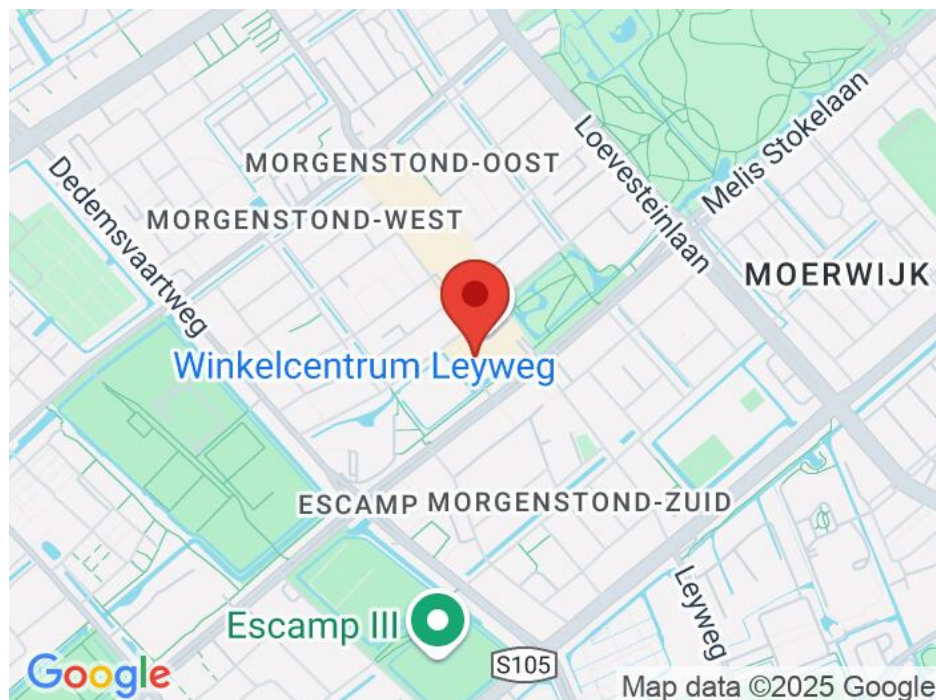 MORGENSTOND-OOST
Loevesteinlaan
Melis Stokelaan
Dedemsvaartweg
MORGENSTOND-WEST
MOERWIJK
Winkelcentrum Leyweg
ESCAMP
MORGENSTOND-ZUID
Leyweg
Escamp III
S105
Google
Map data ©2025 Google